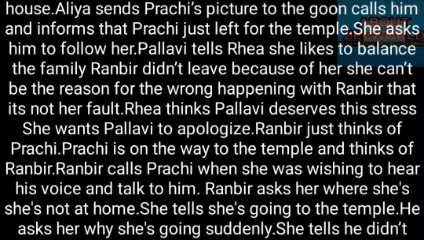 house.Aliya sends Prachi's picture to the goon calls him
and informs that Prachi just left for the temple.She asks
him to follow her.Pallavi tells Rhea she likes to balance
the family Ranbir didn't leave because of her she can't
be the reason for the wrong happening with Ranbir that
its not her fault.Rhea thinks Pallavi deserves this stress
She wants Pallavi to apologize.Ranbir just thinks of
Prachi.Prachi is on the way to the temple and thinks of
Ranbir.Ranbir calls Prachi when she was wishing to hear
his voice and talk to him. Ranbir asks her where she's
she's not at home.She tells she's going to the temple.He
asks her why she's going suddenly.She tells he didn't